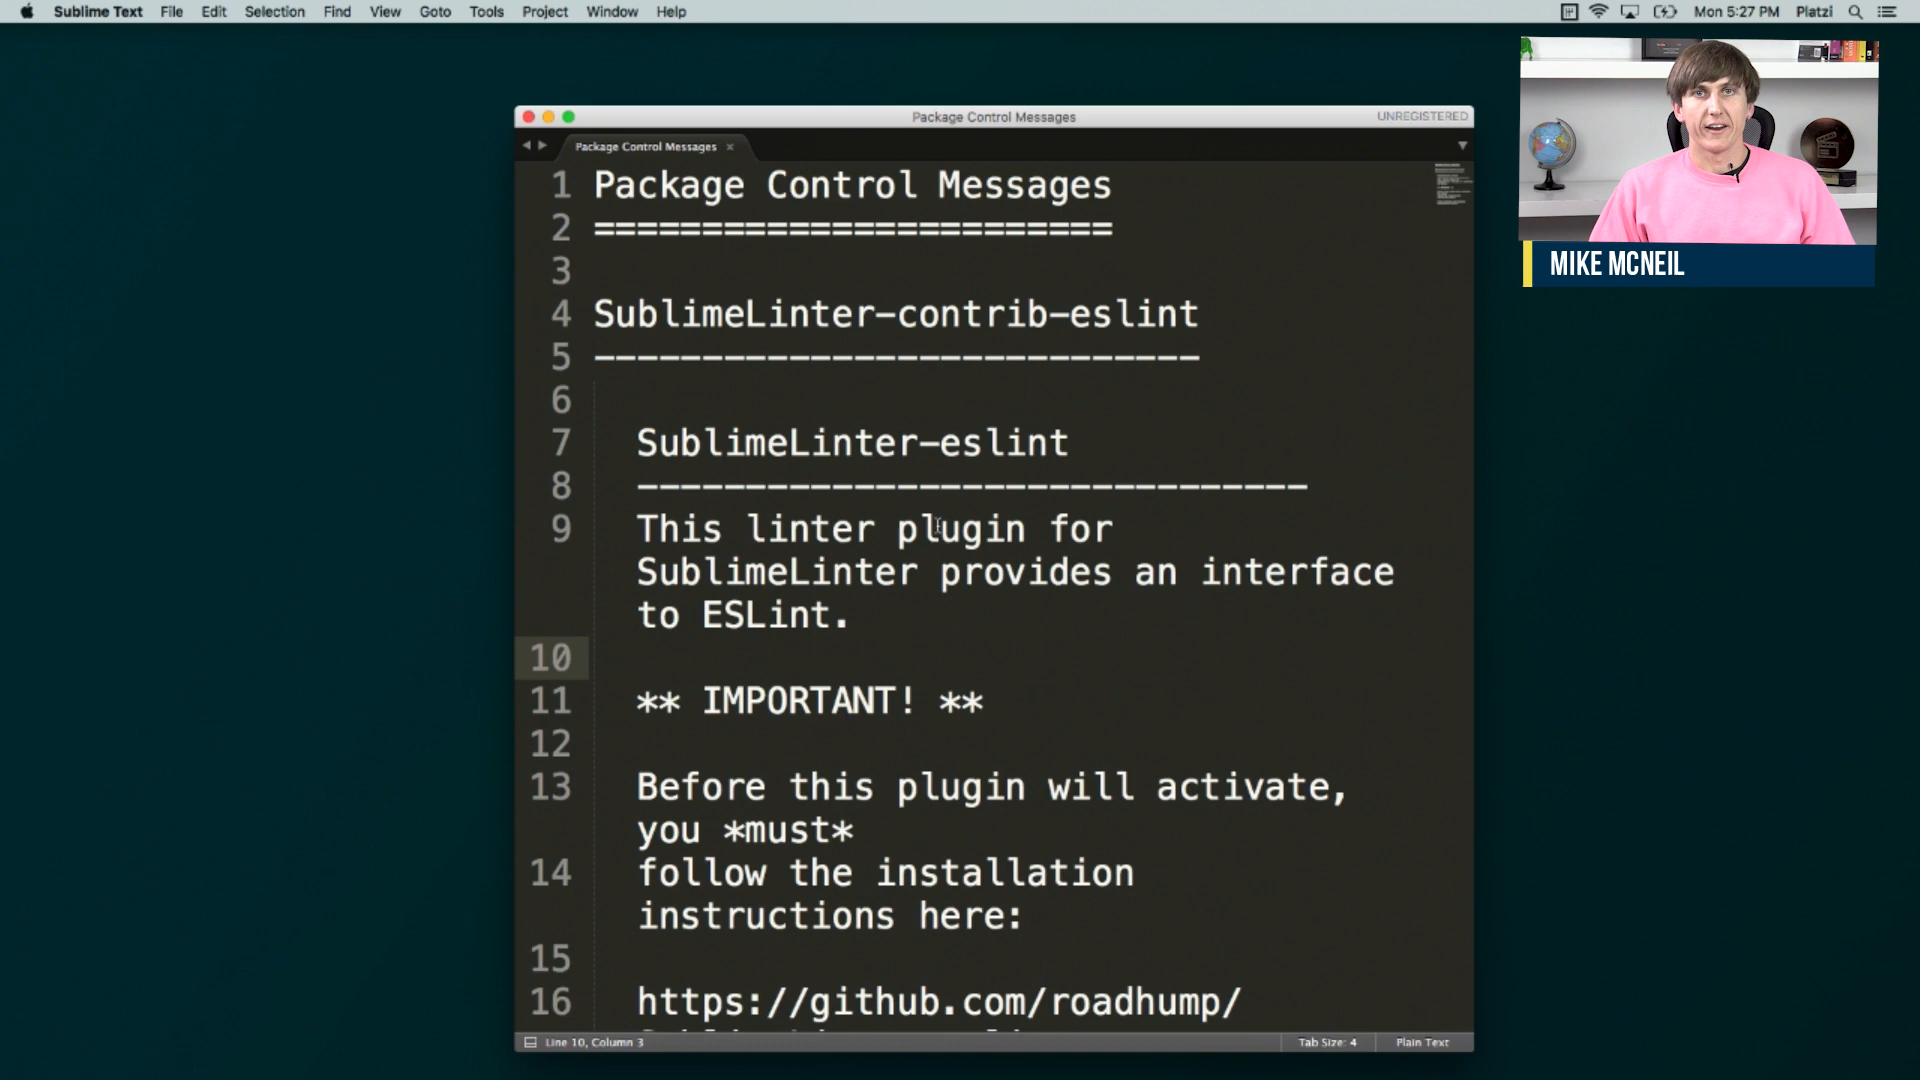 Sublime Text File Edit Selection Find View Goto Tools Project Window Help
Mon 5:27 PM Platzi
Package Control Messages
UNREGISTERED
Package Control Messages
MIKE MCNEIL
1 Package Control Messages
2 ========================
3
4 SublimeLinter-contrib-eslint
5 ----------------------------
6
7 SublimeLinter-eslint
8 -------------------------------
9 This linter plugin for
SublimeLinter provides an interface
to ESLint.
10
11 ** IMPORTANT! **
12
13 Before this plugin will activate,
you *must*
14 follow the installation
instructions here:
15
16 https://github.com/roadhump/
Line 10, Column 3
Tab Size: 4
Plain Text